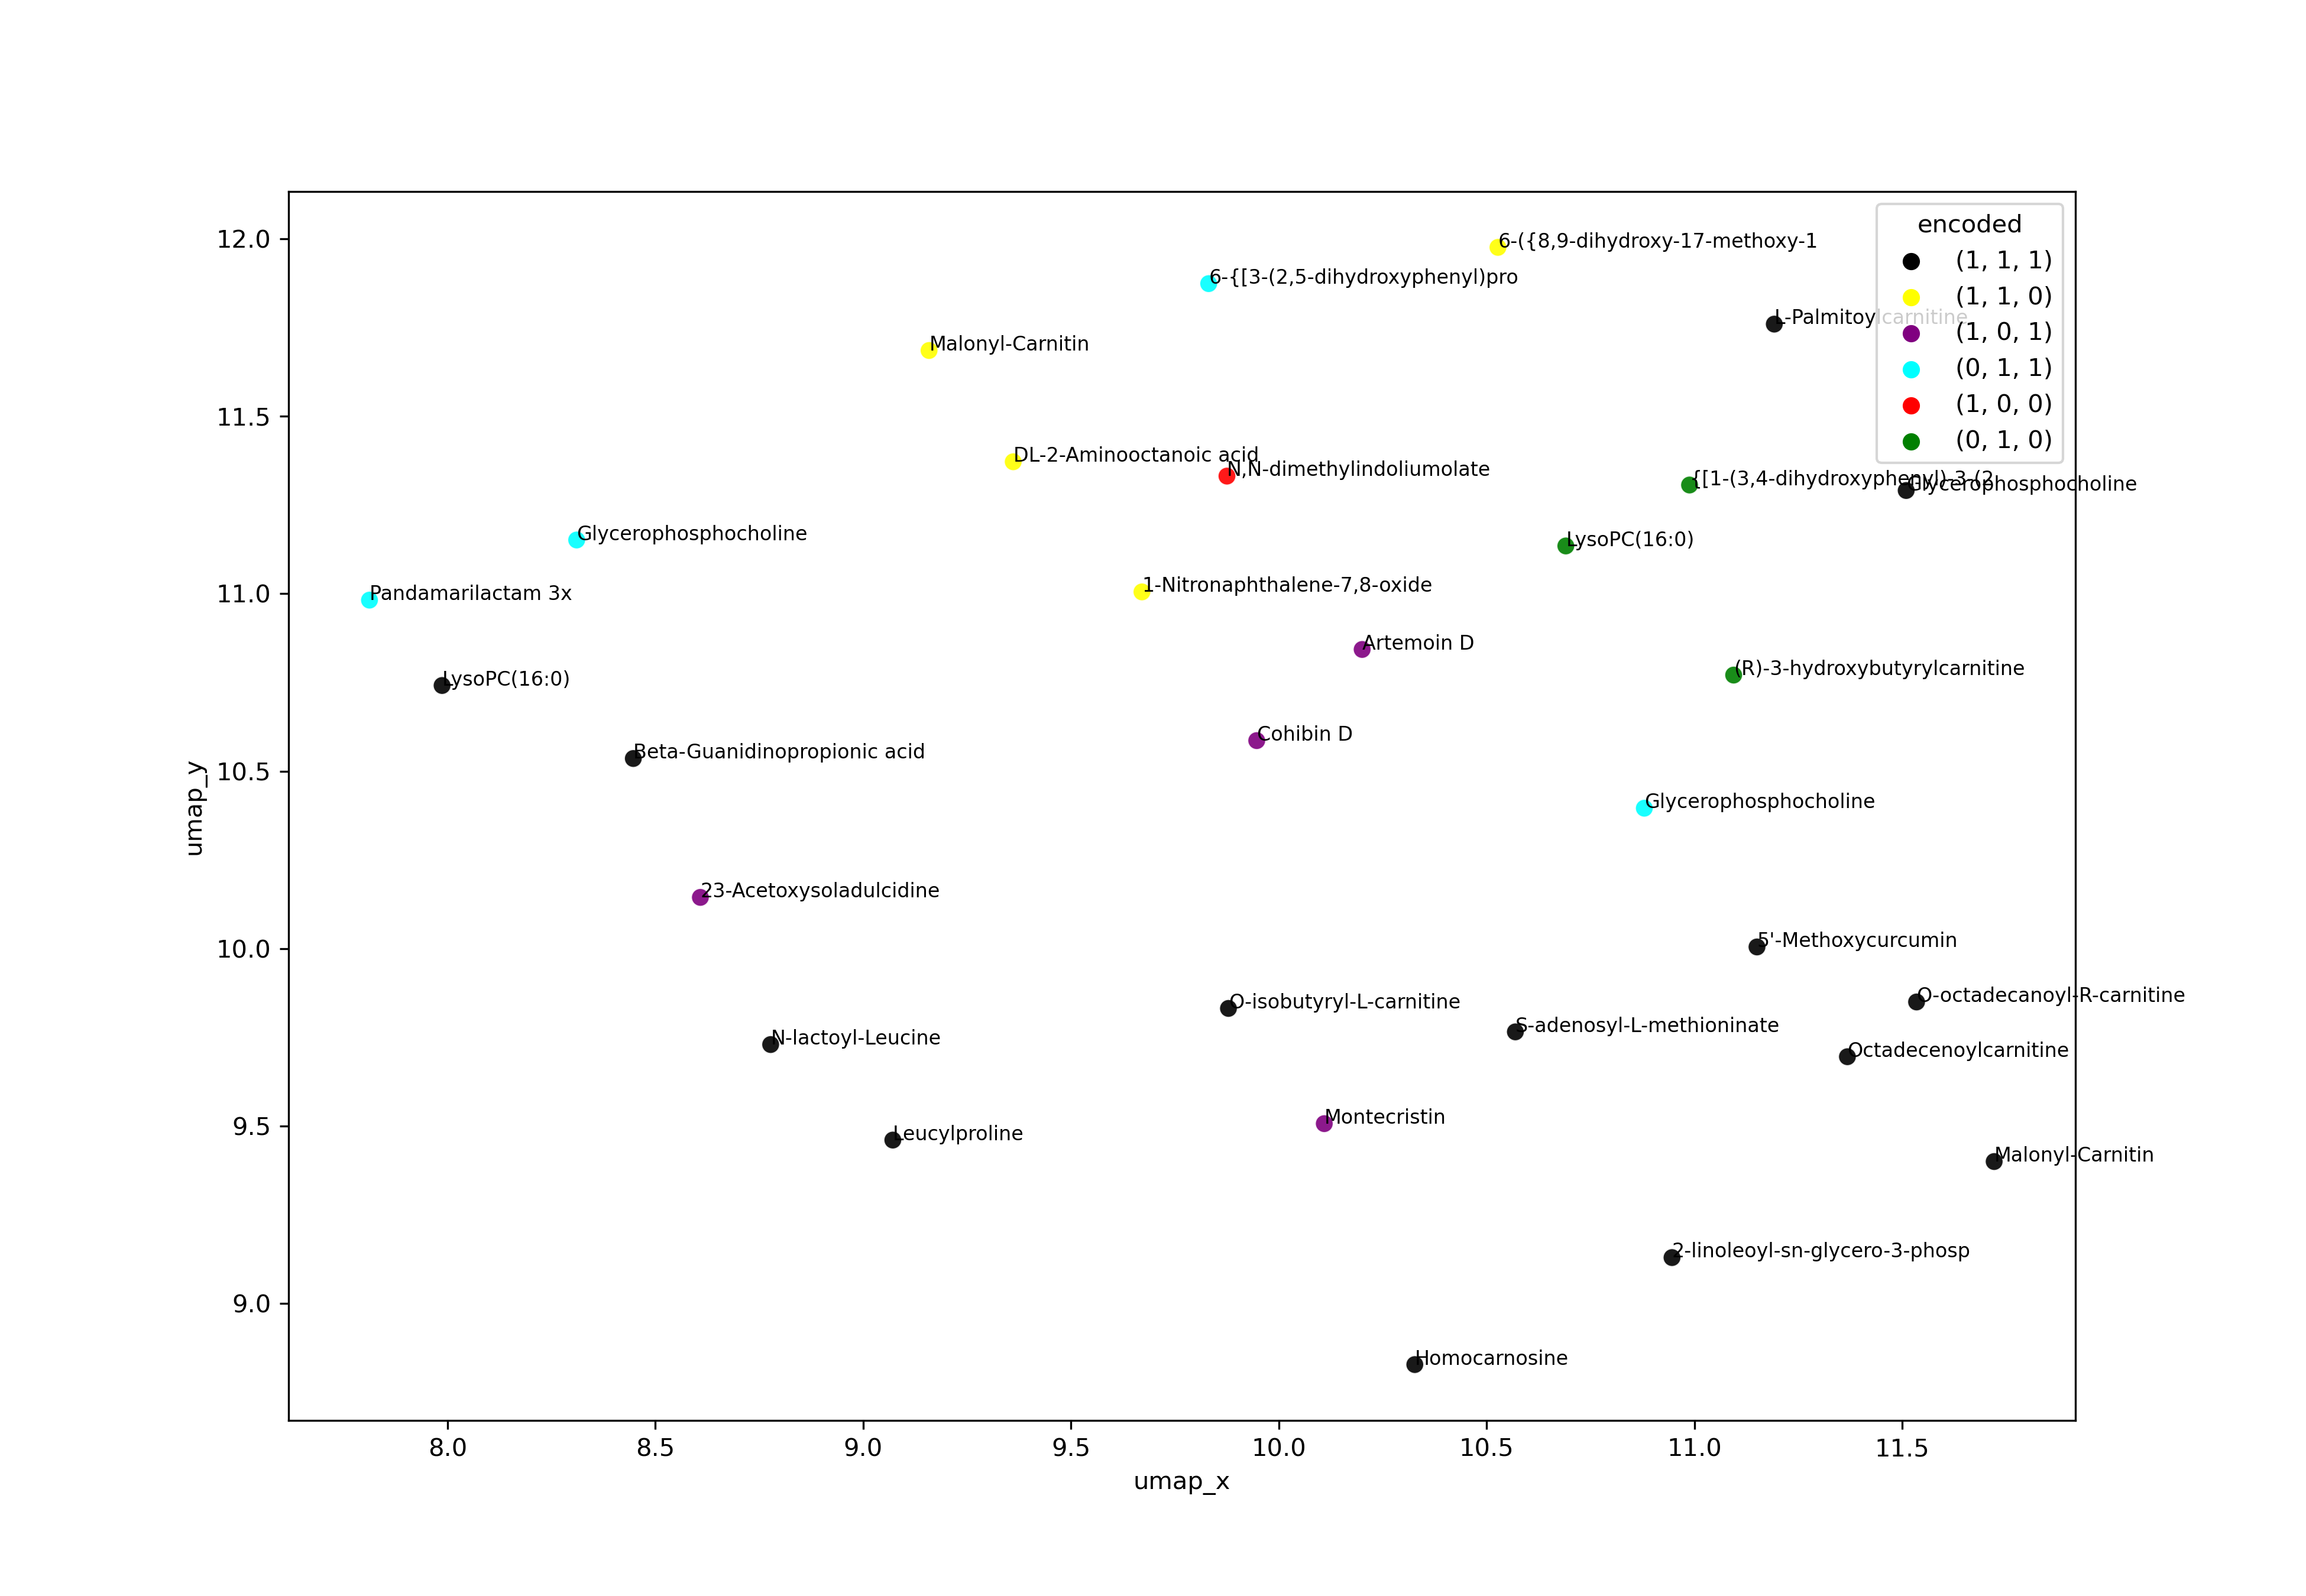 encoded
(1, 1, 1)
(1, 1, 0)
(1, 0, 1)
(0, 1, 1)
(1, 0, 0)
(0, 1, 0)
6-({8,9-dihydroxy-17-methoxy-1
6-{[3-(2,5-dihydroxyphenyl)pro
L-Palmitoylcarnitine
Malonyl-Carnitin
DL-2-Aminooctanoic acid
N,N-dimethylindoliumolate
{[1-(3,4-dihydroxyphenyl)-3-(2
Glycerophosphocholine
Glycerophosphocholine
LysoPC(16:0)
Pandamarilactam 3x
1-Nitronaphthalene-7,8-oxide
Artemoin D
(R)-3-hydroxybutyrylcarnitine
LysoPC(16:0)
Cohibin D
Beta-Guanidinopropionic acid
Glycerophosphocholine
23-Acetoxysoladulcidine
5'-Methoxycurcumin
O-isobutyryl-L-carnitine
O-octadecanoyl-R-carnitine
S-adenosyl-L-methioninate
N-lactoyl-Leucine
Octadecenoylcarnitine
Montecristin
Leucylproline
Malonyl-Carnitin
2-linoleoyl-sn-glycero-3-phosp
Homocarnosine
12.0
11.5
11.0
10.5
10.0
9.5
9.0
umap_y
8.0 8.5 9.0 9.5 10.0 10.5 11.0 11.5
umap_x